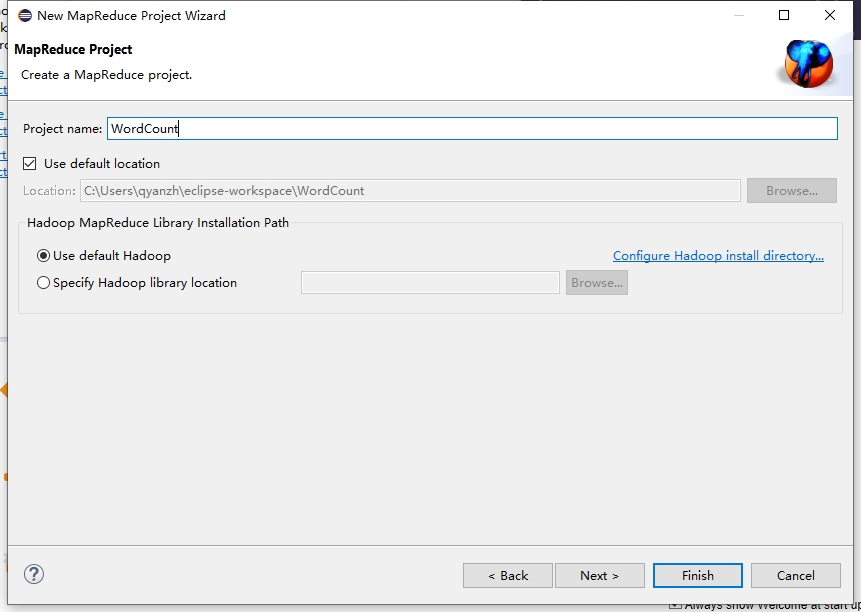 New MapReduce Project Wizard
MapReduce Project
Create a MapReduce project.
Project name: WordCount
Use default location
Location: C:\Users\qyanzh\eclipse-workspace\WordCount Browse...
Hadoop MapReduce Library Installation Path
Use default Hadoop Configure Hadoop install directory...
Specify Hadoop library location Browse...
? < Back Next > Finish Cancel
Always show Welcome at start up